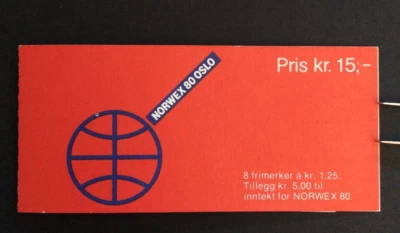 Pris kr. 15,–
NORWEX 80 OSLO
8 frimerker à kr. 1,25.
Tillegg kr. 5,00 til
inntekt for NORWEX 80.